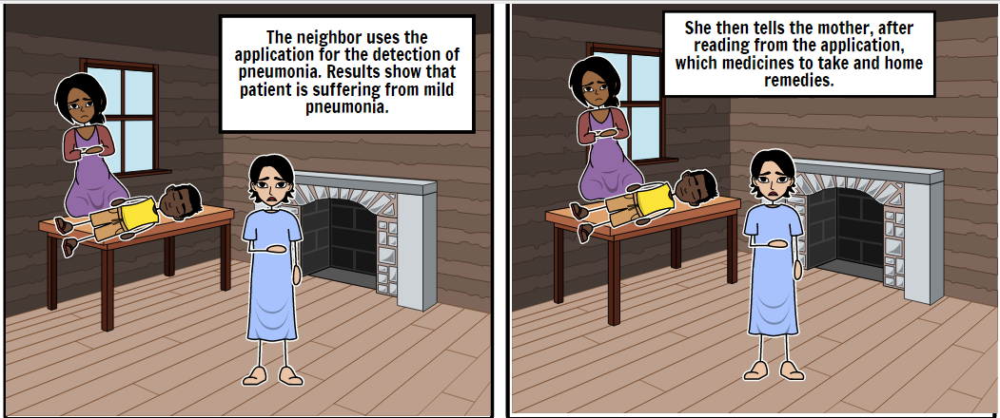 The neighbor uses the
application for the detection of
pneumonia. Results show that
patient is suffering from mild
pneumonia.
She then tells the mother, after
reading from the application,
which medicines to take and home
remedies.